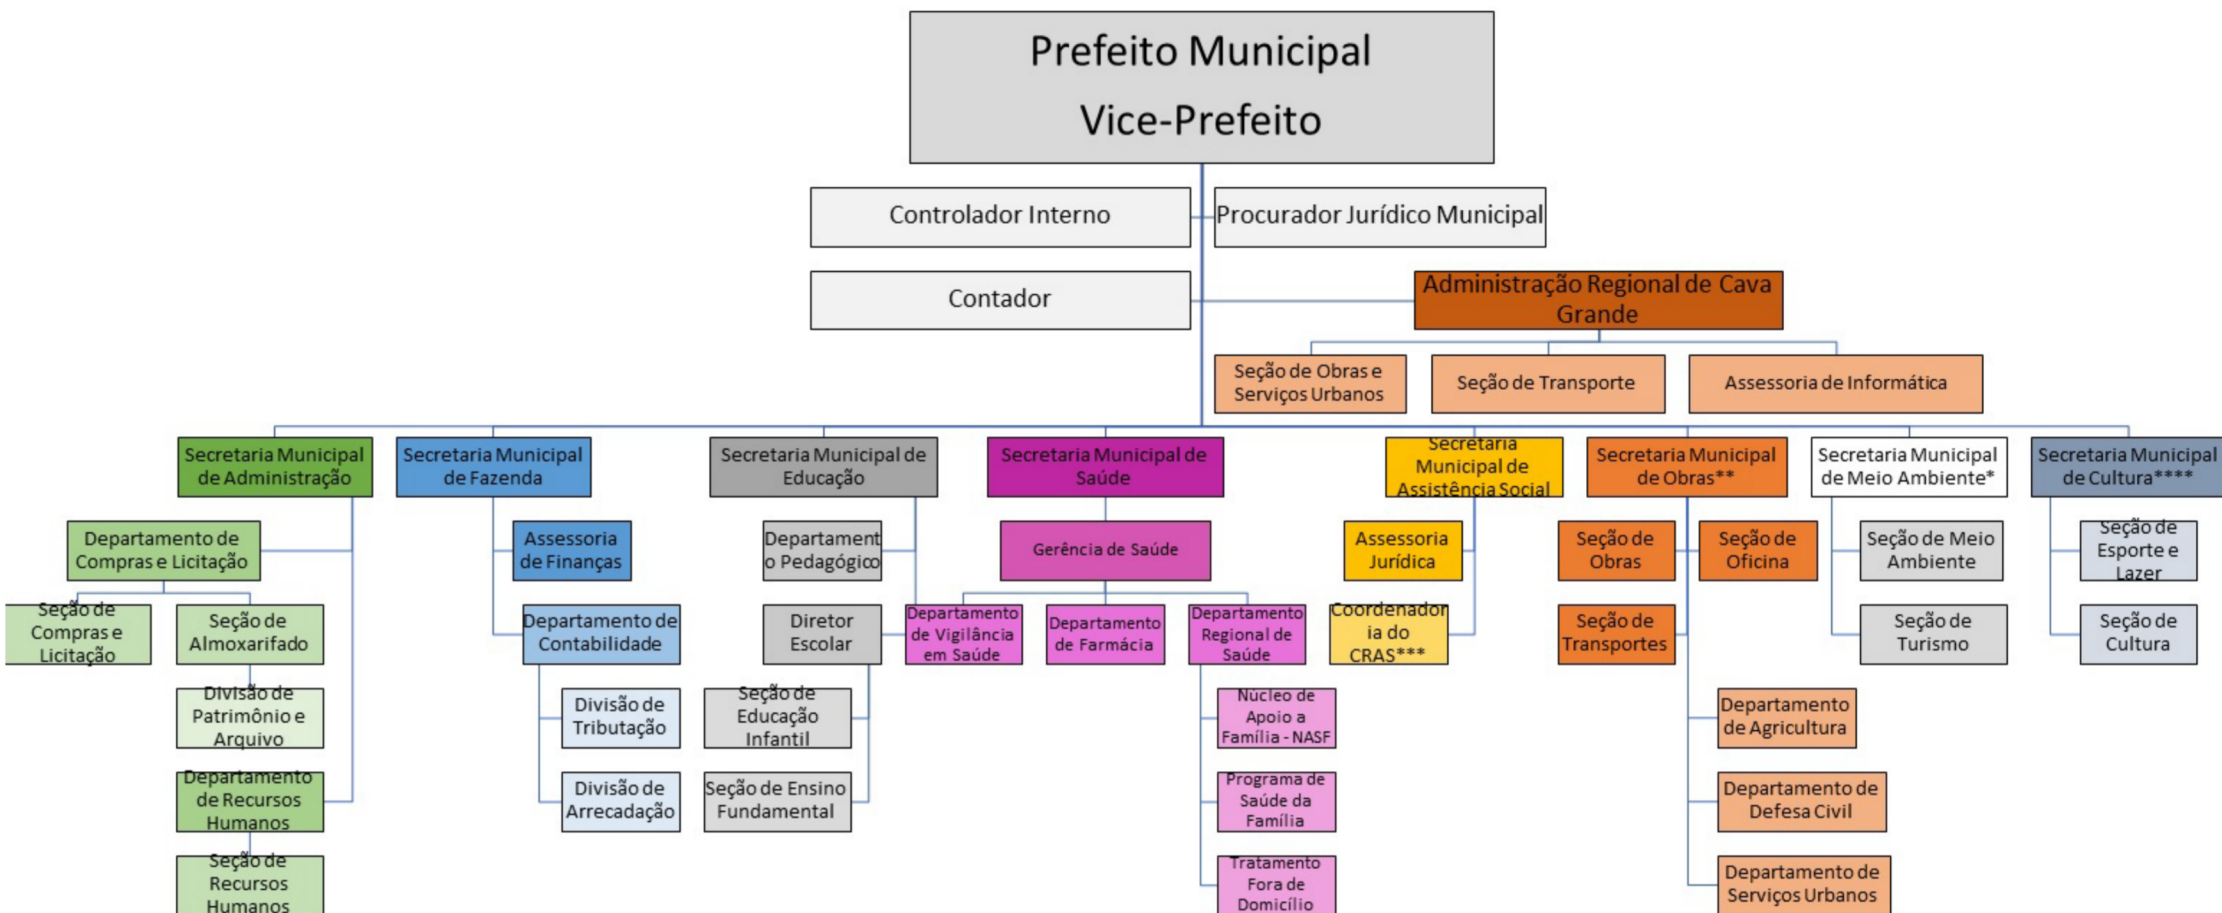 Prefeito Municipal
Vice-Prefeito
Controlador Interno
Procurador Jurídico Municipal
Contador
Administração Regional de Cava
Grande
Seção de Obras e
Serviços Urbanos
Seção de Transporte
Assessoria de Informática
Secretaria Municipal
de Administração
Secretaria Municipal
de Fazenda
Secretaria Municipal de
Educação
Secretaria Municipal de
Saúde
Secretaria
Municipal de
Assistência Social
Secretaria Municipal
de Obras**
Secretaria Municipal
de Meio Ambiente*
Secretaria Municipal
de Cultura****
Departamento de
Compras e Licitação
Assessoria
de Finanças
Department
o Pedagógico
Gerência de Saúde
Assessoria
Jurídica
Seção de
Obras
Seção de
Oficina
Seção de Meio
Ambiente
Seção de
Esporte e
Lazer
Seção de
Compras e
Licitação
Seção de
Almoxarifado
Departamento de
Contabilidade
Diretor
Escolar
Departamento
de Vigilância
em Saúde
Departamento
de Farmácia
Departamento
Regional de
Saúde
Coordenador
ia do
CRAS***
Seção de
Transportes
Seção de
Turismo
Seção de
Cultura
Divisão de
Patrimônio e
Arquivo
Divisão de
Tributação
Seção de
Educação
Infantil
Núcleo de
Apoio a
Família - NASF
Departamento
de Agricultura
Departamento
de Recursos
Humanos
Divisão de
Arrecadação
Seção de Ensino
Fundamental
Programa de
Saúde da
Família
Departamento de
Defesa Civil
Seção de
Recursos
Humanos
Tratamento
Fora de
Domicílio
Departamento de
Serviços Urbanos